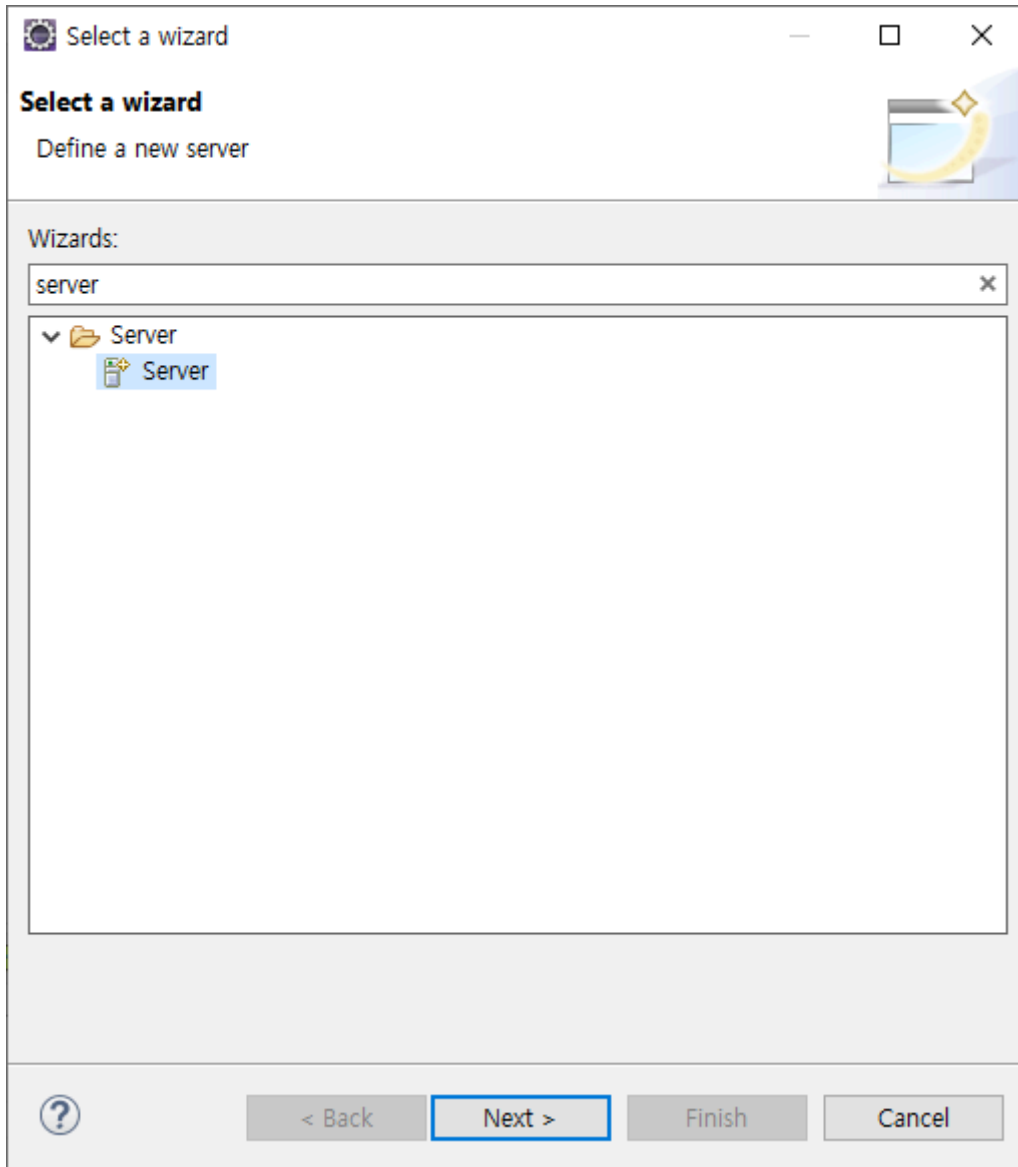 Select a wizard
Select a wizard
Define a new server
Wizards:
server
Server
Server
< Back Next > Finish Cancel